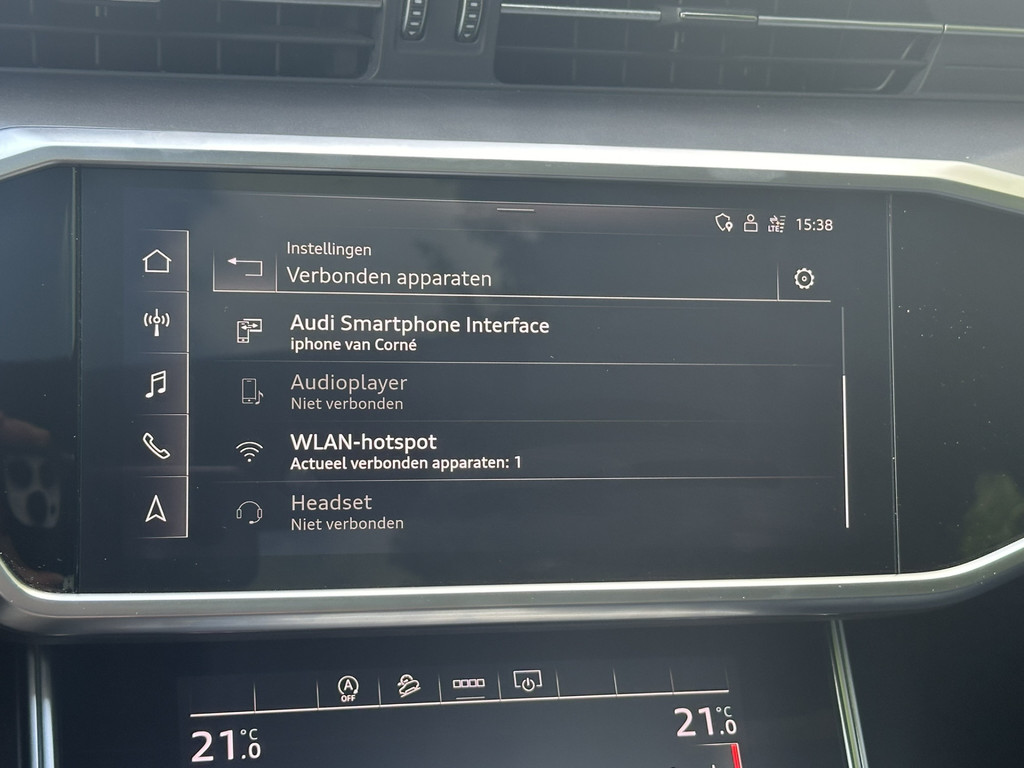 LTE
15:38
Instellingen
Verbonden apparaten
Audi Smartphone Interface
iphone van Corné
Audioplayer
Niet verbonden
WLAN-hotspot
Actueel verbonden apparaten: 1
Headset
Niet verbonden
A
OFF
21.0 °C
21.0 °C